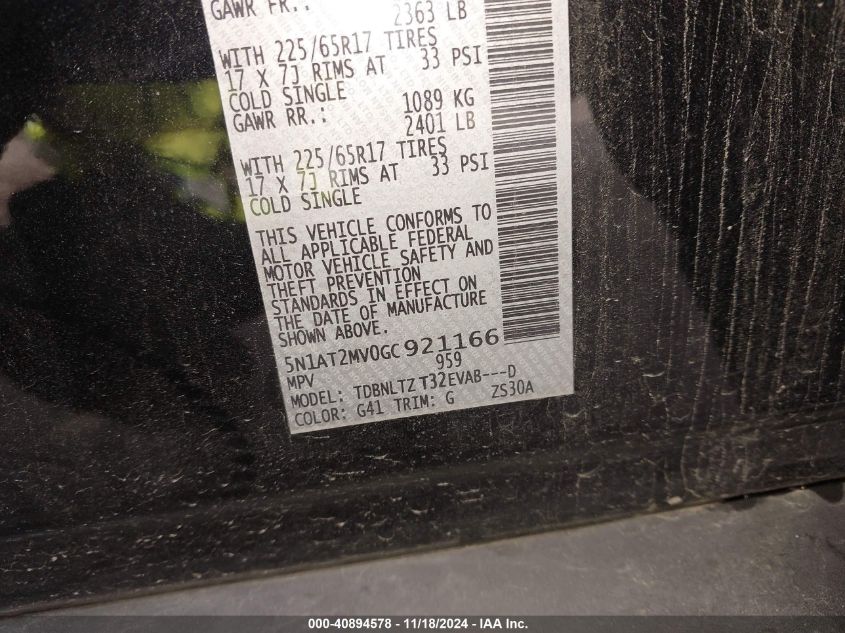 GAWR FR.:
2363 LB
WITH 225/65R17 TIRES
17 X 7J RIMS AT 33 PSI
COLD SINGLE
1089 KG
GAWR RR.:
2401 LB
WITH 225/65R17 TIRES
17 X 7J RIMS AT 33 PSI
COLD SINGLE
THIS VEHICLE CONFORMS TO
ALL APPLICABLE FEDERAL
MOTOR VEHICLE SAFETY AND
THEFT PREVENTION
STANDARDS IN EFFECT ON
THE DATE OF MANUFACTURE
SHOWN ABOVE.
5N1AT2MV0GC921166
MPV 959
MODEL: TDBNLTZ T32EVAB---D
COLOR: G41 TRIM: G ZS30A
000-40894578 - 11/18/2024 - IAA Inc.